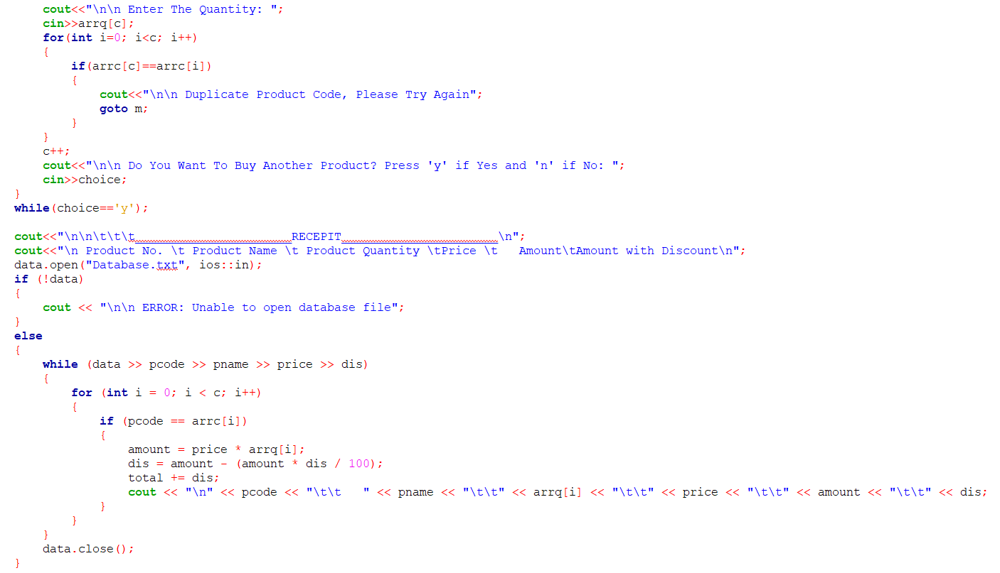 cout<<"\n\n Enter The Quantity: ";
    cin>>arrq[c];
    for(int i=0; i<c; i++)
    {
        if(arrc[c]==arrc[i])
        {
            cout<<"\n\n Duplicate Product Code, Please Try Again";
            goto m;
        }
    }
    c++;
    cout<<"\n\n Do You Want To Buy Another Product? Press 'y' if Yes and 'n' if No: ";
    cin>>choice;
}
while(choice=='y');

cout<<"\n\n\t\t\t______________________RECEPIT______________________\n";
cout<<"\n Product No. \t Product Name \t Product Quantity \tPrice \t   Amount\tAmount with Discount\n";
data.open("Database.txt", ios::in);
if (!data)
{
    cout << "\n\n ERROR: Unable to open database file";
}
else
{
    while (data >> pcode >> pname >> price >> dis)
    {
        for (int i = 0; i < c; i++)
        {
            if (pcode == arrc[i])
            {
                amount = price * arrq[i];
                dis = amount - (amount * dis / 100);
                total += dis;
                cout << "\n" << pcode << "\t\t   " << pname << "\t\t" << arrq[i] << "\t\t" << price << "\t\t" << amount << "\t\t" << dis;
            }
        }
    }
    data.close();
}